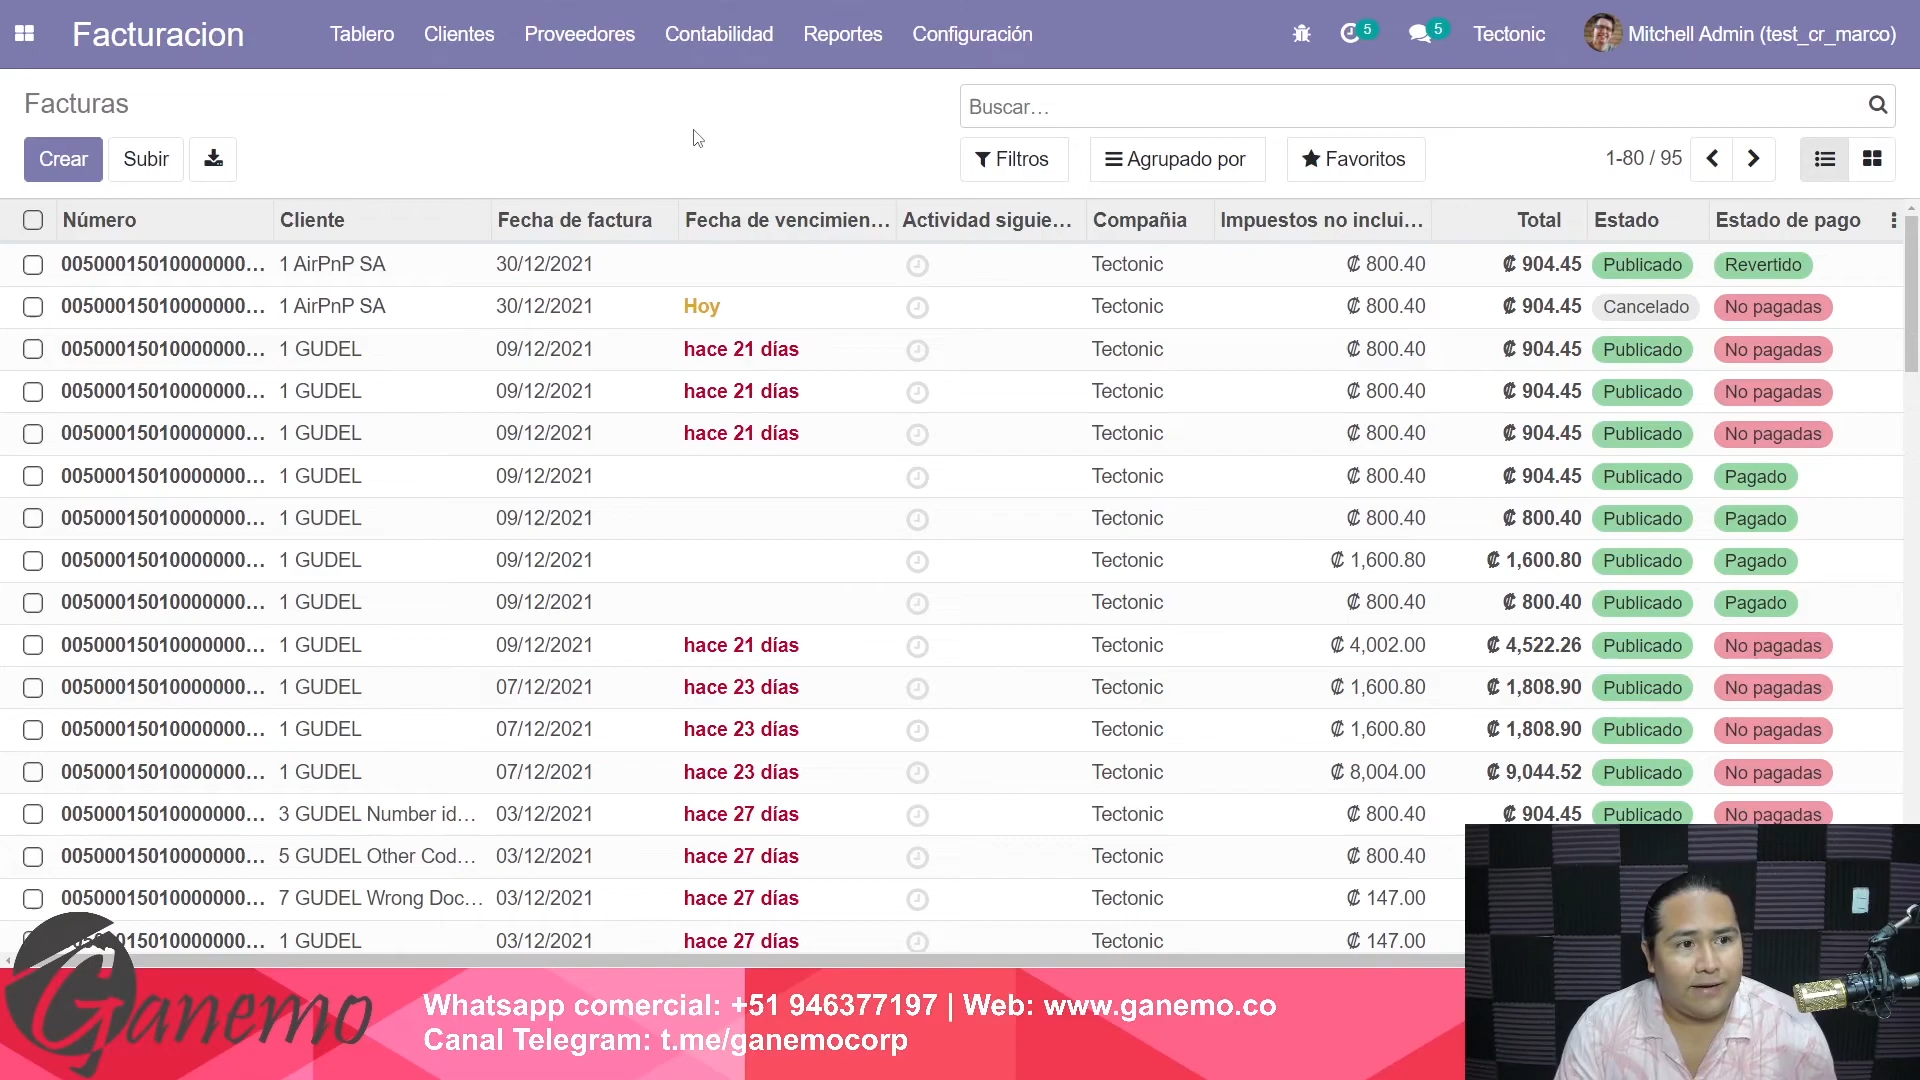 Facturacion Tablero Clientes Proveedores Contabilidad Reportes Configuración 5 5 Tectonic Mitchell Admin (test_cr_marco)
Facturas Buscar...
Crear Subir Filtros Agrupado por Favoritos 1-80 / 95
Número Cliente Fecha de factura Fecha de vencimien... Actividad siguie... Compañia Impuestos no inclui... Total Estado Estado de pago
00500015010000000... 1 AirPnP SA 30/12/2021 Tectonic ₡ 800.40 ₡ 904.45 Publicado Revertido
00500015010000000... 1 AirPnP SA 30/12/2021 Hoy Tectonic ₡ 800.40 ₡ 904.45 Cancelado No pagadas
00500015010000000... 1 GUDEL 09/12/2021 hace 21 días Tectonic ₡ 800.40 ₡ 904.45 Publicado No pagadas
00500015010000000... 1 GUDEL 09/12/2021 hace 21 días Tectonic ₡ 800.40 ₡ 904.45 Publicado No pagadas
00500015010000000... 1 GUDEL 09/12/2021 hace 21 días Tectonic ₡ 800.40 ₡ 904.45 Publicado No pagadas
00500015010000000... 1 GUDEL 09/12/2021 Tectonic ₡ 800.40 ₡ 904.45 Publicado Pagado
00500015010000000... 1 GUDEL 09/12/2021 Tectonic ₡ 800.40 ₡ 800.40 Publicado Pagado
00500015010000000... 1 GUDEL 09/12/2021 Tectonic ₡ 1,600.80 ₡ 1,600.80 Publicado Pagado
00500015010000000... 1 GUDEL 09/12/2021 Tectonic ₡ 800.40 ₡ 800.40 Publicado Pagado
00500015010000000... 1 GUDEL 09/12/2021 hace 21 días Tectonic ₡ 4,002.00 ₡ 4,522.26 Publicado No pagadas
00500015010000000... 1 GUDEL 07/12/2021 hace 23 días Tectonic ₡ 1,600.80 ₡ 1,808.90 Publicado No pagadas
00500015010000000... 1 GUDEL 07/12/2021 hace 23 días Tectonic ₡ 1,600.80 ₡ 1,808.90 Publicado No pagadas
00500015010000000... 1 GUDEL 07/12/2021 hace 23 días Tectonic ₡ 8,004.00 ₡ 9,044.52 Publicado No pagadas
00500015010000000... 3 GUDEL Number id... 03/12/2021 hace 27 días Tectonic ₡ 800.40 ₡ 904.45 Publicado No pagadas
00500015010000000... 5 GUDEL Other Cod... 03/12/2021 hace 27 días Tectonic ₡ 800.40
00500015010000000... 7 GUDEL Wrong Doc... 03/12/2021 hace 27 días Tectonic ₡ 147.00
015010000000... 1 GUDEL 03/12/2021 hace 27 días Tectonic ₡ 147.00
Ganemo
Whatsapp comercial: +51 946377197 | Web: www.ganemo.co
Canal Telegram: t.me/ganemocorp